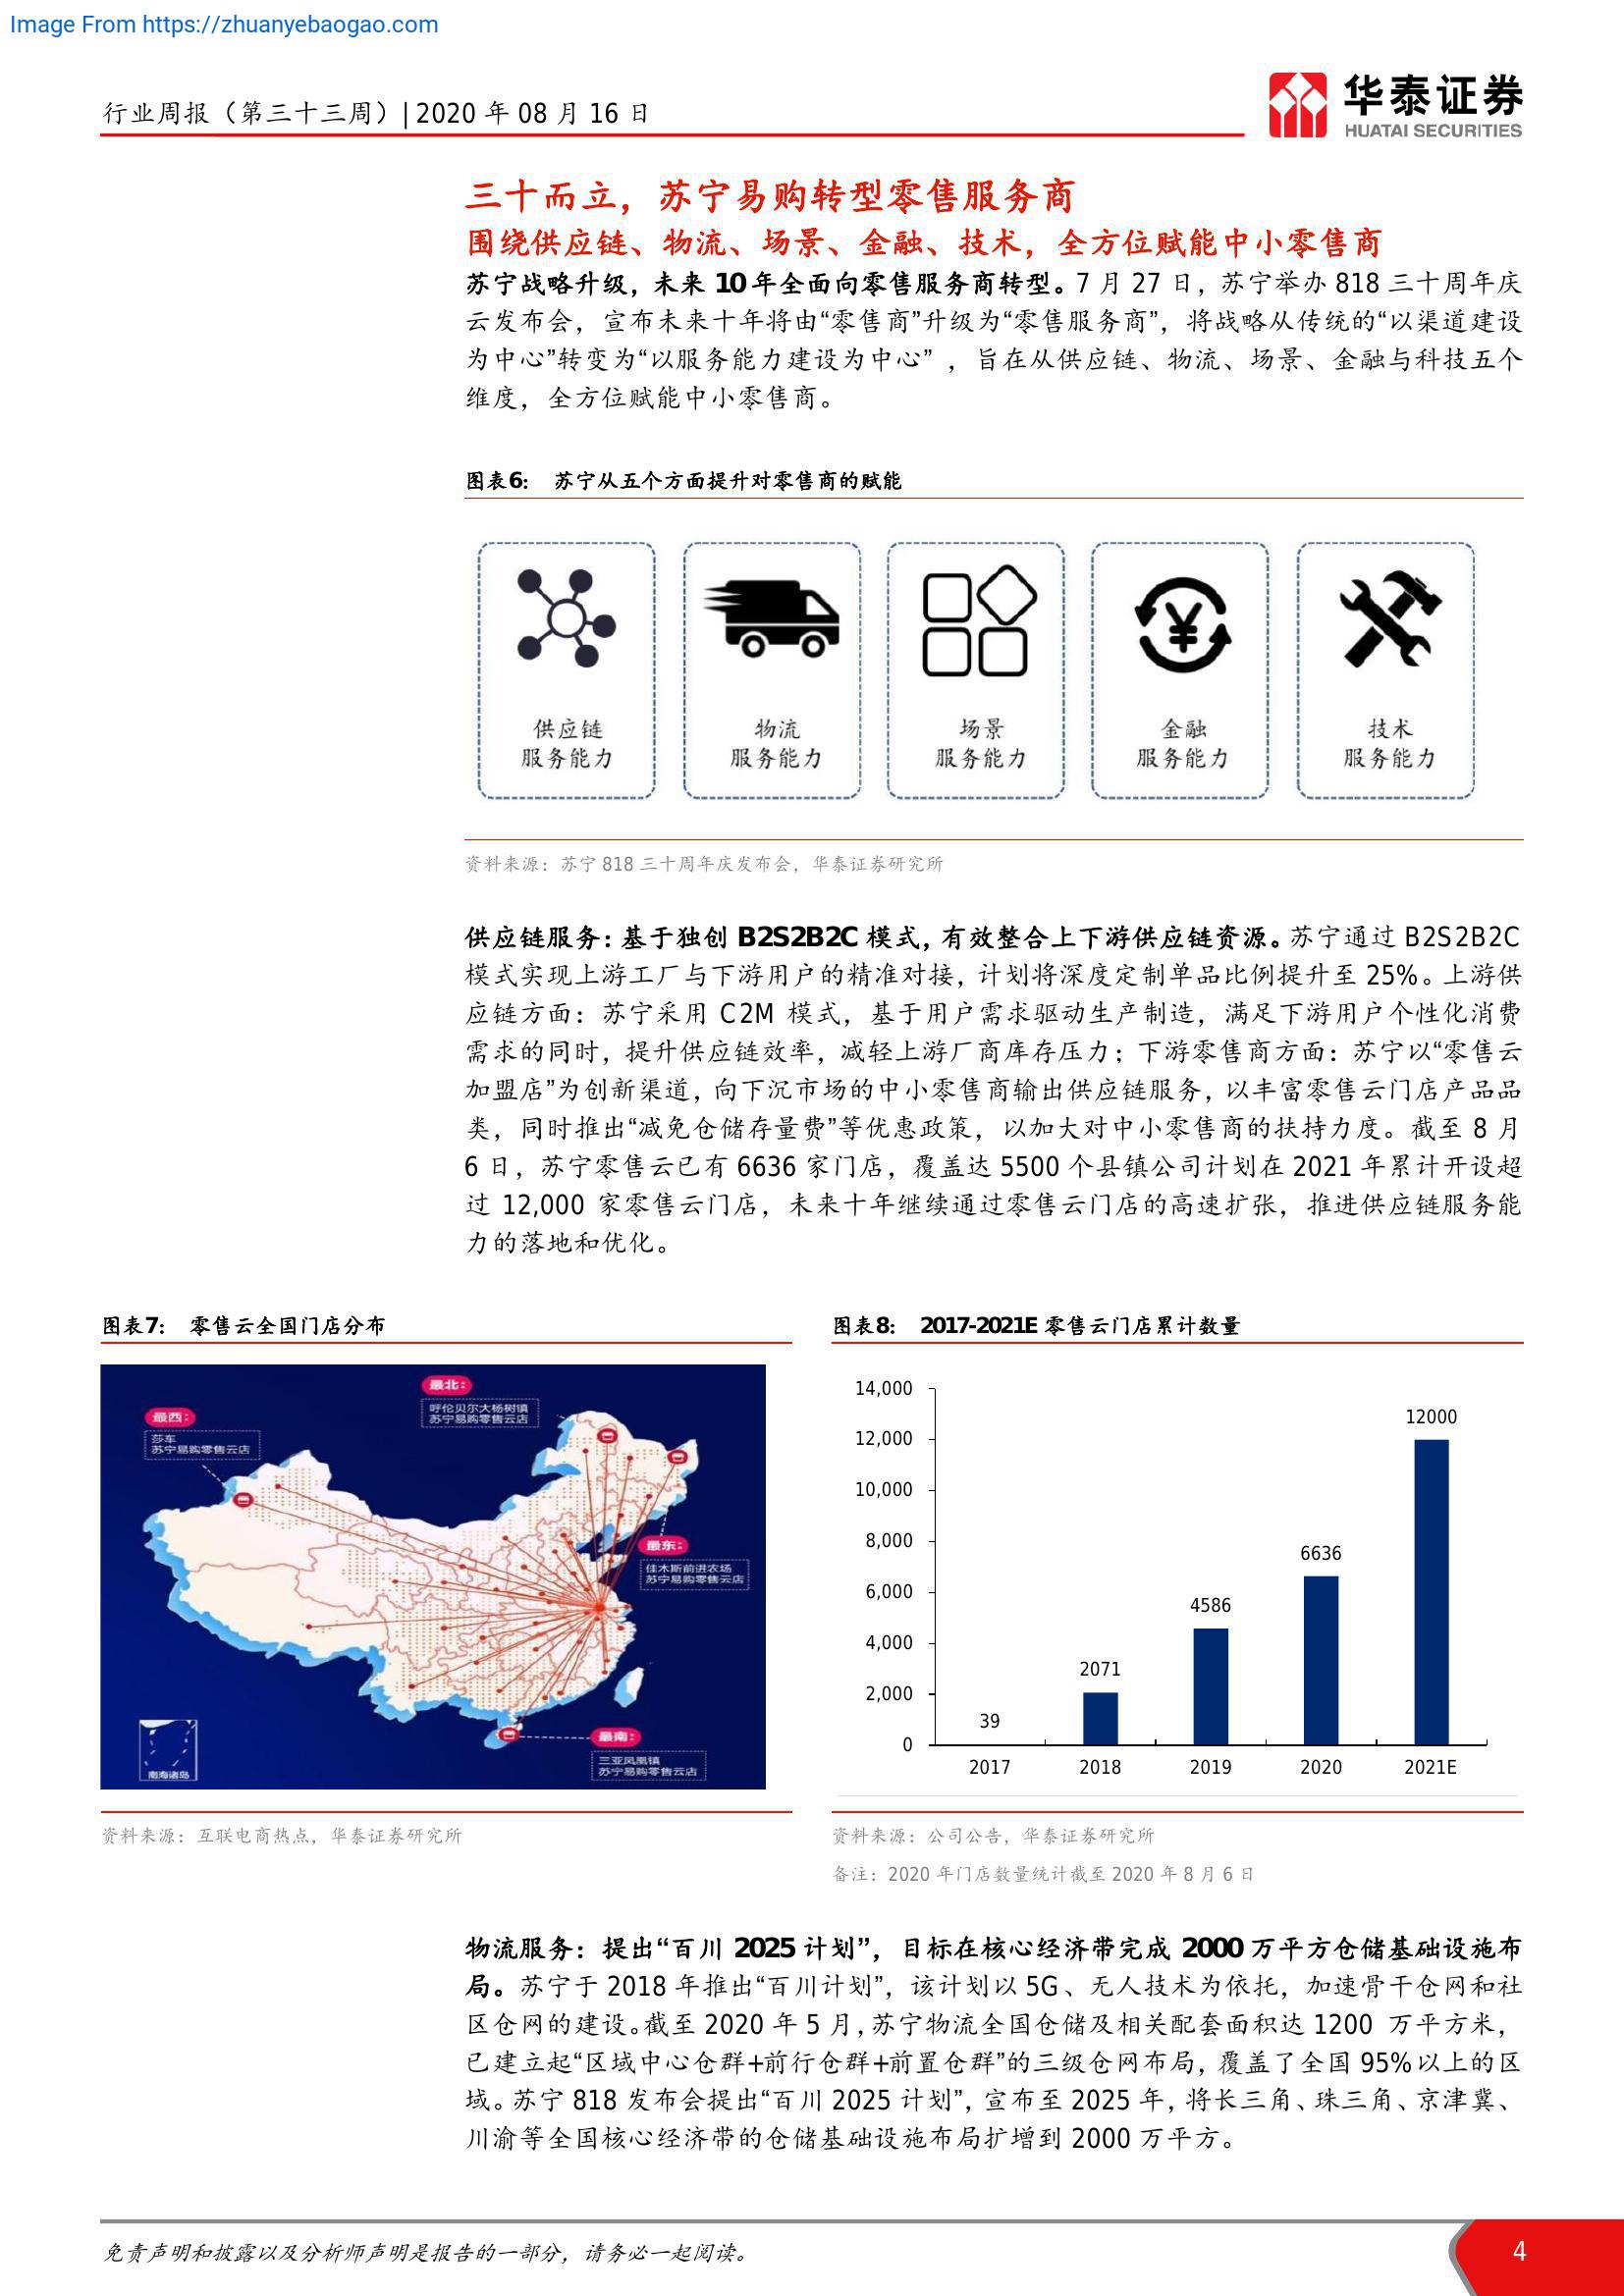 Image From https://zhuanyebaogao.com
行业周报（第三十三周）| 2020 年 08 月 16 日
华泰证券
HUATAI SECURITIES
三十而立，苏宁易购转型零售服务商
围绕供应链、物流、场景、金融、技术，全方位赋能中小零售商
苏宁战略升级，未来 10 年全面向零售服务商转型。7 月 27 日，苏宁举办 818 三十周年庆
云发布会，宣布未来十年将由“零售商”升级为“零售服务商”，将战略从传统的“以渠道建设
为中心”转变为“以服务能力建设为中心” ，旨在从供应链、物流、场景、金融与科技五个
维度，全方位赋能中小零售商。
图表6： 苏宁从五个方面提升对零售商的赋能
供应链
服务能力
物流
服务能力
场景
服务能力
金融
服务能力
技术
服务能力
资料来源：苏宁 818 三十周年庆发布会，华泰证券研究所
供应链服务：基于独创 B2S2B2C 模式，有效整合上下游供应链资源。苏宁通过 B2S2B2C
模式实现上游工厂与下游用户的精准对接，计划将深度定制单品比例提升至 25%。上游供
应链方面：苏宁采用 C2M 模式，基于用户需求驱动生产制造，满足下游用户个性化消费
需求的同时，提升供应链效率，减轻上游厂商库存压力；下游零售商方面：苏宁以“零售云
加盟店”为创新渠道，向下沉市场的中小零售商输出供应链服务，以丰富零售云门店产品品
类，同时推出“减免仓储存量费”等优惠政策，以加大对中小零售商的扶持力度。截至 8 月
6 日，苏宁零售云已有 6636 家门店，覆盖达 5500 个县镇公司计划在 2021 年累计开设超
过 12,000 家零售云门店，未来十年继续通过零售云门店的高速扩张，推进供应链服务能
力的落地和优化。
图表7： 零售云全国门店分布
最北：
呼伦贝尔大杨树镇
苏宁易购零售云店
最西：
莎车
苏宁易购零售云店
最东：
佳木斯前进农场
苏宁易购零售云店
最南：
三亚凤凰镇
苏宁易购零售云店
南海诸岛
资料来源：互联电商热点，华泰证券研究所
图表8： 2017-2021E 零售云门店累计数量
14,000
12,000
10,000
8,000
6,000
4,000
2,000
0
39
2071
4586
6636
12000
2017 2018 2019 2020 2021E
资料来源：公司公告，华泰证券研究所
备注：2020 年门店数量统计截至 2020 年 8 月 6 日
物流服务：提出“百川 2025 计划”，目标在核心经济带完成 2000 万平方仓储基础设施布
局。苏宁于 2018 年推出“百川计划”，该计划以 5G、无人技术为依托，加速骨干仓网和社
区仓网的建设。截至 2020 年 5 月，苏宁物流全国仓储及相关配套面积达 1200 万平方米，
已建立起“区域中心仓群+前行仓群+前置仓群”的三级仓网布局，覆盖了全国 95%以上的区
域。苏宁 818 发布会提出“百川 2025 计划”，宣布至 2025 年，将长三角、珠三角、京津冀、
川渝等全国核心经济带的仓储基础设施布局扩增到 2000 万平方。
免责声明和披露以及分析师声明是报告的一部分，请务必一起阅读。
4